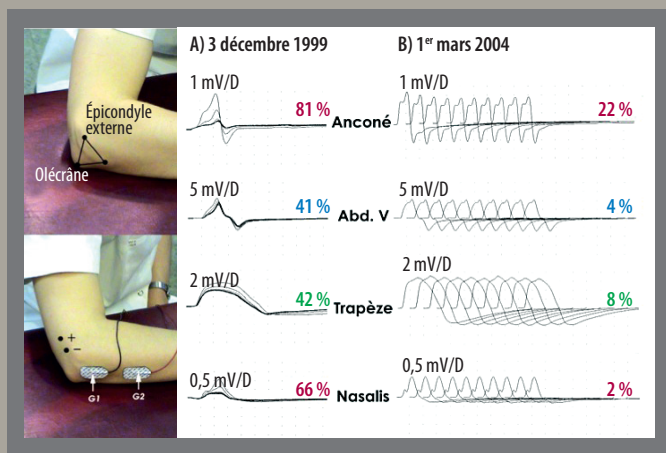 A) 3 décembre 1999
B) 1er mars 2004
Épicondyle
externe
Olécrâne
+
−
G1
G2
1 mV/D
81 %
Anconé
1 mV/D
22 %
5 mV/D
41 %
Abd. V
5 mV/D
4 %
2 mV/D
42 %
Trapèze
2 mV/D
8 %
0,5 mV/D
66 %
Nasalis
0,5 mV/D
2 %